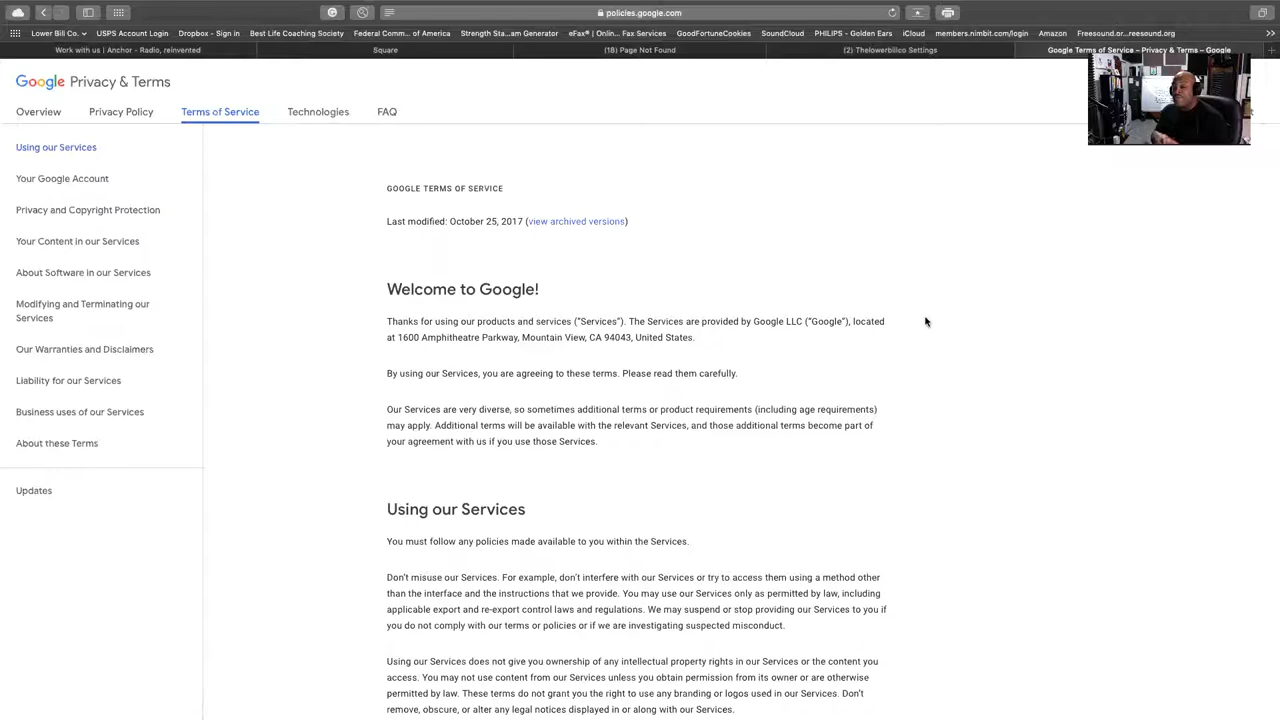 policies.google.com
Lower Bill Co. USPS Account Login Dropbox - Sign in Best Life Coaching Society Federal Comm... of America Strength Sta...am Generator eFax® | Onlin... Fax Services GoodFortuneCookies SoundCloud PHILIPS - Golden Ears iCloud members.nimbit.com/login Amazon Freesound.or...reesound.org
Work with us | Anchor - Radio, reinvented Square (18) Page Not Found (2) Thelowerbillco Settings Google Terms of Service – Privacy & Terms – Google
Google Privacy & Terms
Overview Privacy Policy Terms of Service Technologies FAQ
Using our Services
Your Google Account
Privacy and Copyright Protection
Your Content in our Services
About Software in our Services
Modifying and Terminating our
Services
Our Warranties and Disclaimers
Liability for our Services
Business uses of our Services
About these Terms
Updates
GOOGLE TERMS OF SERVICE
Last modified: October 25, 2017 (view archived versions)
Welcome to Google!
Thanks for using our products and services (“Services”). The Services are provided by Google LLC (“Google”), located
at 1600 Amphitheatre Parkway, Mountain View, CA 94043, United States.
By using our Services, you are agreeing to these terms. Please read them carefully.
Our Services are very diverse, so sometimes additional terms or product requirements (including age requirements)
may apply. Additional terms will be available with the relevant Services, and those additional terms become part of
your agreement with us if you use those Services.
Using our Services
You must follow any policies made available to you within the Services.
Don’t misuse our Services. For example, don’t interfere with our Services or try to access them using a method other
than the interface and the instructions that we provide. You may use our Services only as permitted by law, including
applicable export and re-export control laws and regulations. We may suspend or stop providing our Services to you if
you do not comply with our terms or policies or if we are investigating suspected misconduct.
Using our Services does not give you ownership of any intellectual property rights in our Services or the content you
access. You may not use content from our Services unless you obtain permission from its owner or are otherwise
permitted by law. These terms do not grant you the right to use any branding or logos used in our Services. Don’t
remove, obscure, or alter any legal notices displayed in or along with our Services.